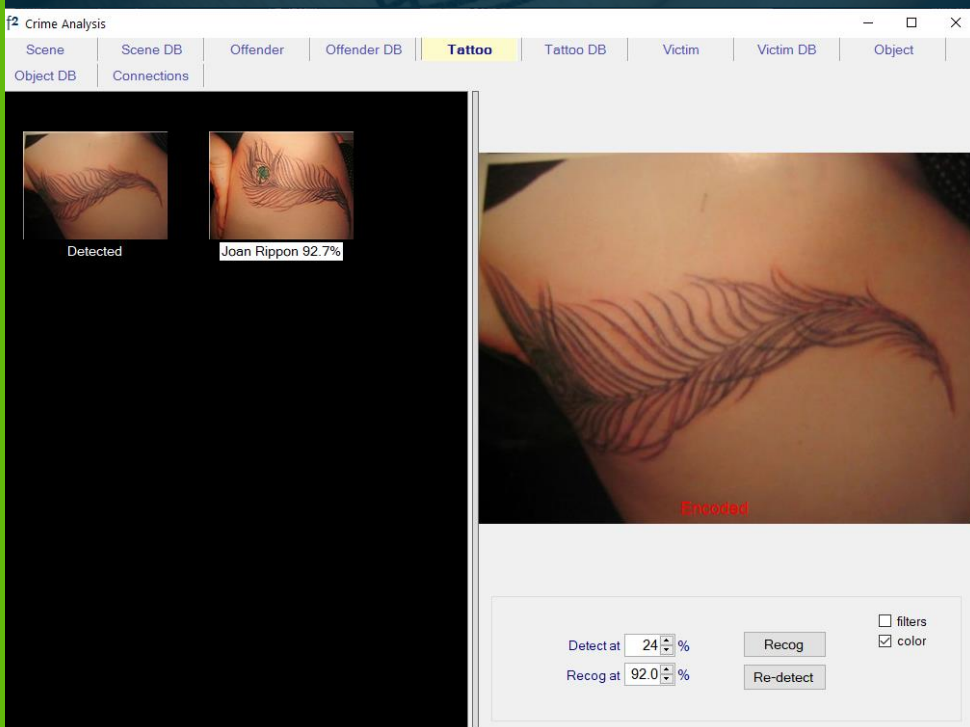 f2 Crime Analysis
Scene Scene DB Offender Offender DB Tattoo Tattoo DB Victim Victim DB Object
Object DB Connections
Detected Joan Rippon 92.7%
Encoded
filters
Detect at 24 % Recog color
Recog at 92.0 % Re-detect